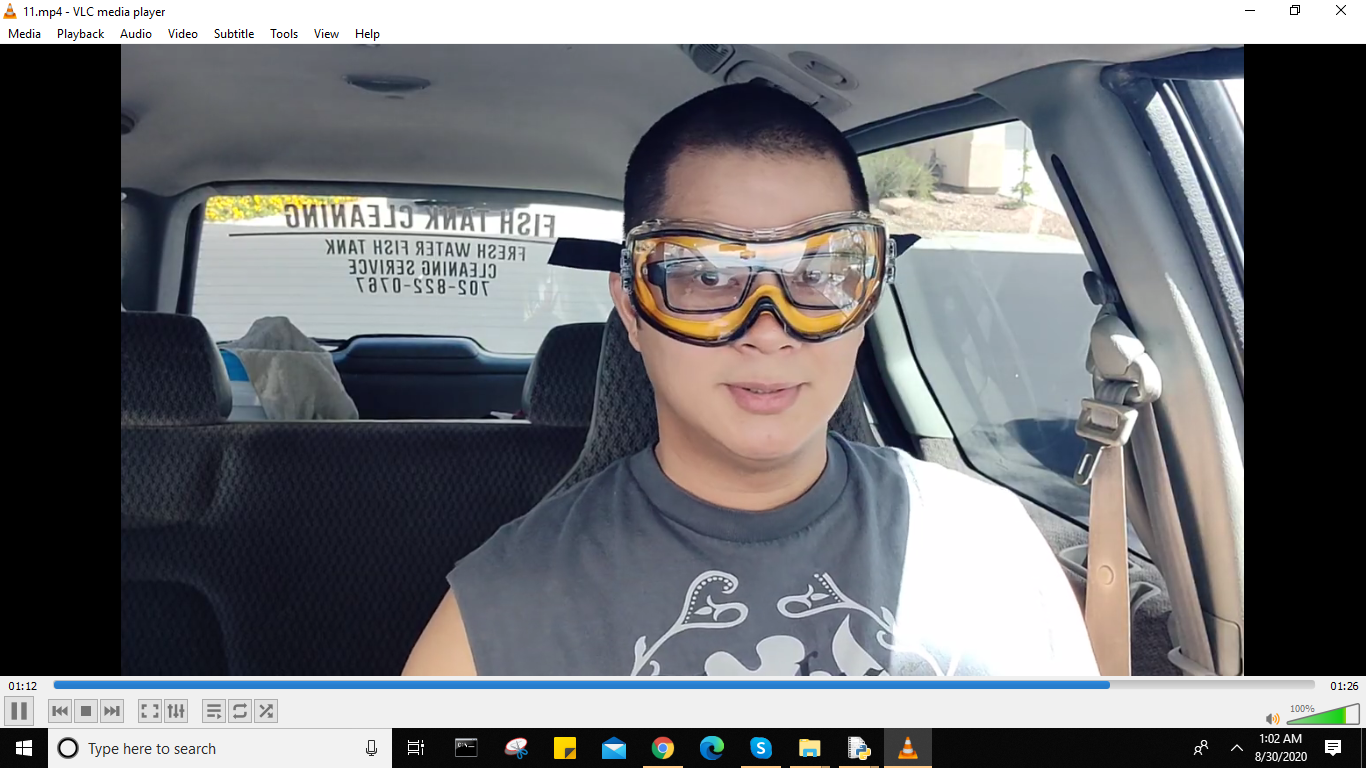 11.mp4 - VLC media player
Media Playback Audio Video Subtitle Tools View Help
FISH TANK CLEANING
FRESH WATER FISH TANK
CLEANING SERIVCE
702-822-0767
01:12
01:26
100%
Type here to search
1:02 AM
8/30/2020